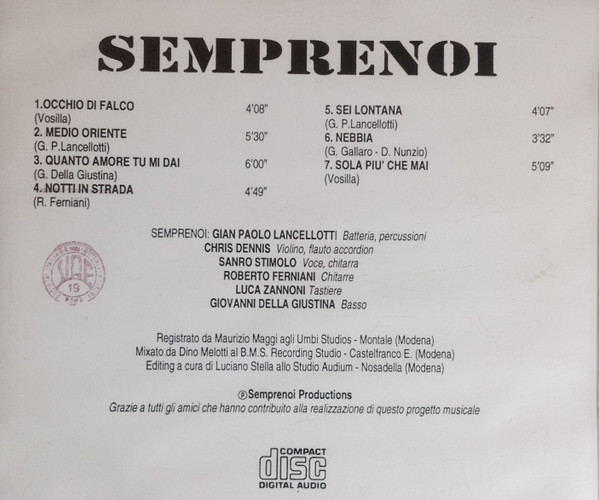 SEMPRENOI
1.OCCHIO DI FALCO 4'08"
(Vosilla)
2. MEDIO ORIENTE 5'30"
(G. P.Lancellotti)
3. QUANTO AMORE TU MI DAI 6'00"
(G. Della Giustina)
4. NOTTI IN STRADA 4'49"
(R. Ferniani)
5. SEI LONTANA 4'07"
(G. P.Lancellotti)
6. NEBBIA 3'32"
(G. Gallaro - D. Nunzio)
7. SOLA PIU' CHE MAI 5'09"
(Vosilla)
SEMPRENOI: GIAN PAOLO LANCELLOTTI Batteria, percussioni
CHRIS DENNIS Violino, flauto accordion
SANRO STIMOLO Voce, chitarra
ROBERTO FERNIANI Chitarre
LUCA ZANNONI Tastiere
GIOVANNI DELLA GIUSTINA Basso
19
Registrato da Maurizio Maggi agli Umbi Studios - Montale (Modena)
Mixato da Dino Melotti al B.M.S. Recording Studio - Castelfranco E. (Modena)
Editing a cura di Luciano Stella allo Studio Audium - Nosadella (Modena)
℗Semprenoi Productions
Grazie a tutti gli amici che hanno contribuito alla realizzazione di questo progetto musicale
COMPACT
disc
DIGITAL AUDIO